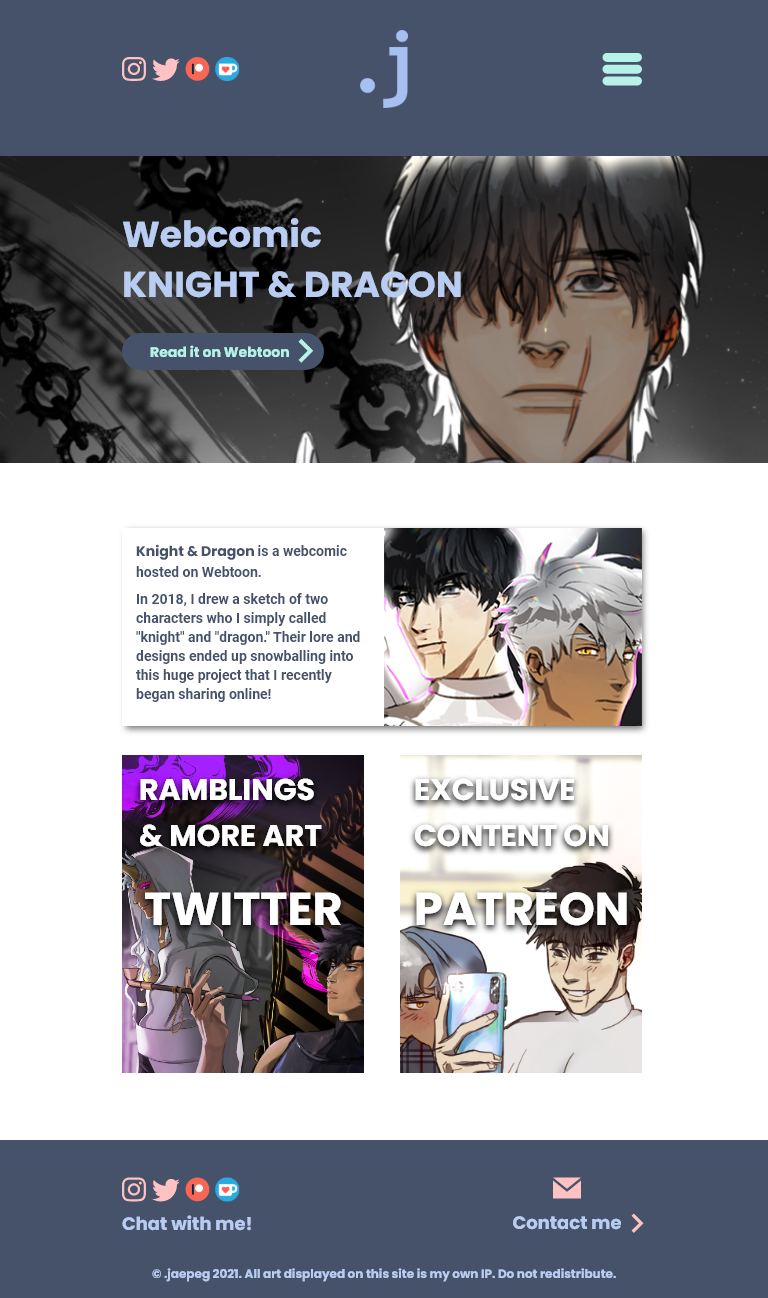 .j
Webcomic
KNIGHT & DRAGON
Read it on Webtoon
Knight & Dragon is a webcomic
hosted on Webtoon.
In 2018, I drew a sketch of two
characters who I simply called
"knight" and "dragon." Their lore and
designs ended up snowballing into
this huge project that I recently
began sharing online!
RAMBLINGS
& MORE ART
TWITTER
EXCLUSIVE
CONTENT ON
PATREON
Chat with me!
Contact me
© .jaepeg 2021. All art displayed on this site is my own IP. Do not redistribute.